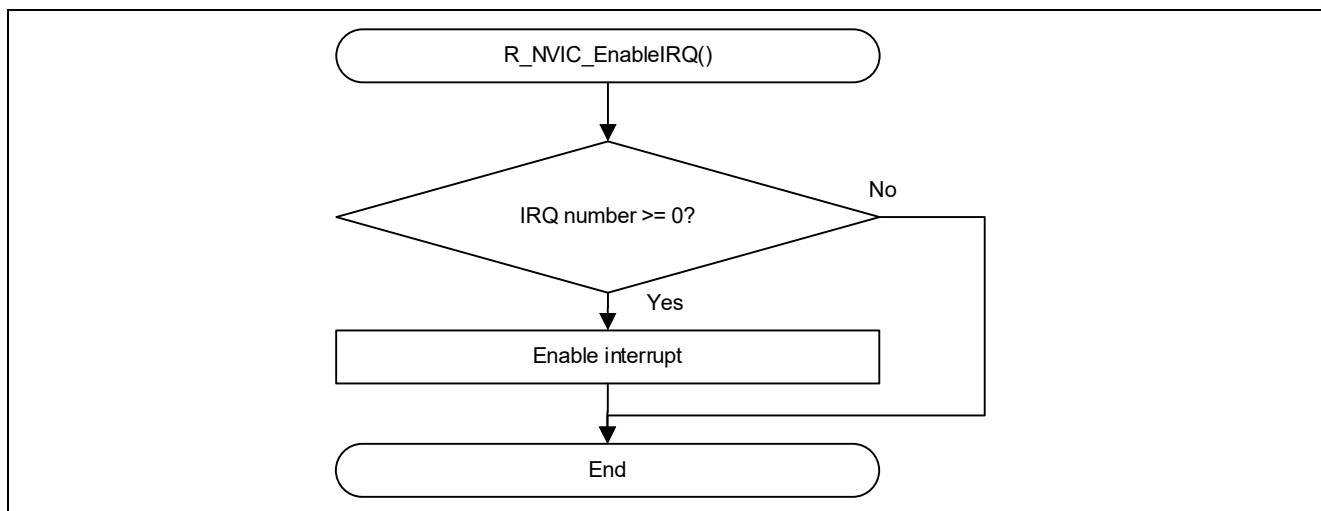 R_NVIC_EnableIRQ()
IRQ number >= 0?
No
Yes
Enable interrupt
End